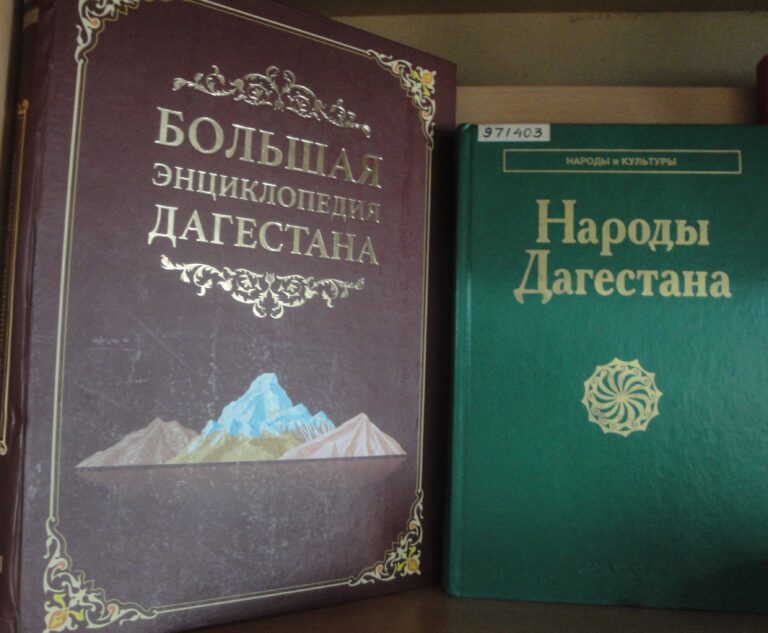 БОЛЬШАЯ
ЭНЦИКЛОПЕДИЯ
ДАГЕСТАНА
971403
НАРОДЫ и КУЛЬТУРЫ
Народы
Дагестана